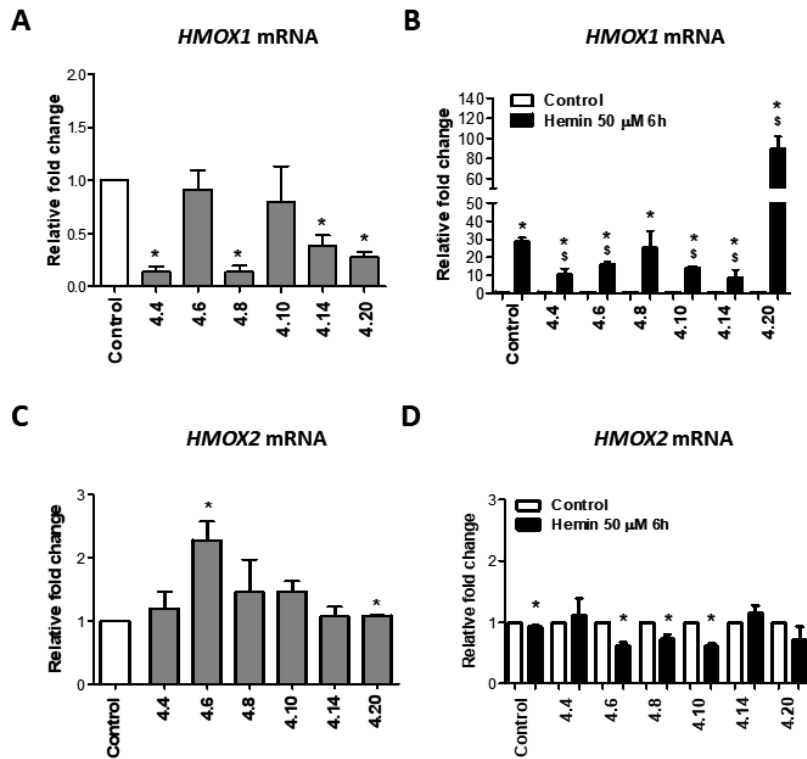 A
HMOX1 mRNA
Relative fold change
2.0
1.5
1.0
0.5
0.0
* * * *
Control 4.4 4.6 4.8 4.10 4.14 4.20
B
HMOX1 mRNA
Control
Hemin 50 µM 6h
Relative fold change
140
120
100
80
60
50
40
30
20
10
0
* * * * * * *
$ $ $ $ $
Control 4.4 4.6 4.8 4.10 4.14 4.20
C
HMOX2 mRNA
Relative fold change
3
2
1
0
* *
Control 4.4 4.6 4.8 4.10 4.14 4.20
D
HMOX2 mRNA
Control
Hemin 50 µM 6h
Relative fold change
3
2
1
0
* * * *
Control 4.4 4.6 4.8 4.10 4.14 4.20